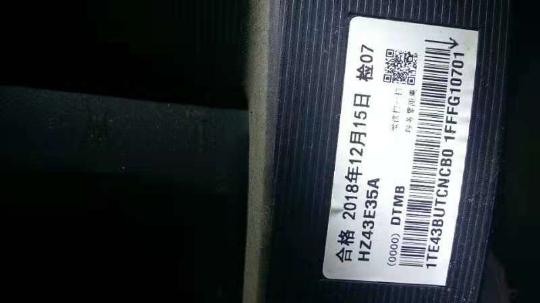 合格 2018年12月15日 检07
HZ43E35A
(0000) DTMB
1TE43BUTCNCB0 1FFFG10701